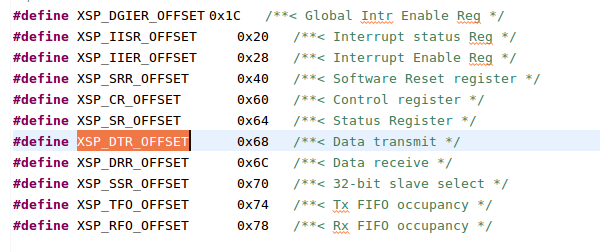 #define XSP_DGIER_OFFSET 0x1C /**< Global Intr Enable Reg */
#define XSP_IISR_OFFSET 0x20 /**< Interrupt status Reg */
#define XSP_IIER_OFFSET 0x28 /**< Interrupt Enable Reg */
#define XSP_SRR_OFFSET 0x40 /**< Software Reset register */
#define XSP_CR_OFFSET 0x60 /**< Control register */
#define XSP_SR_OFFSET 0x64 /**< Status Register */
#define XSP_DTR_OFFSET 0x68 /**< Data transmit */
#define XSP_DRR_OFFSET 0x6C /**< Data receive */
#define XSP_SSR_OFFSET 0x70 /**< 32-bit slave select */
#define XSP_TFO_OFFSET 0x74 /**< Tx FIFO occupancy */
#define XSP_RFO_OFFSET 0x78 /**< Rx FIFO occupancy */